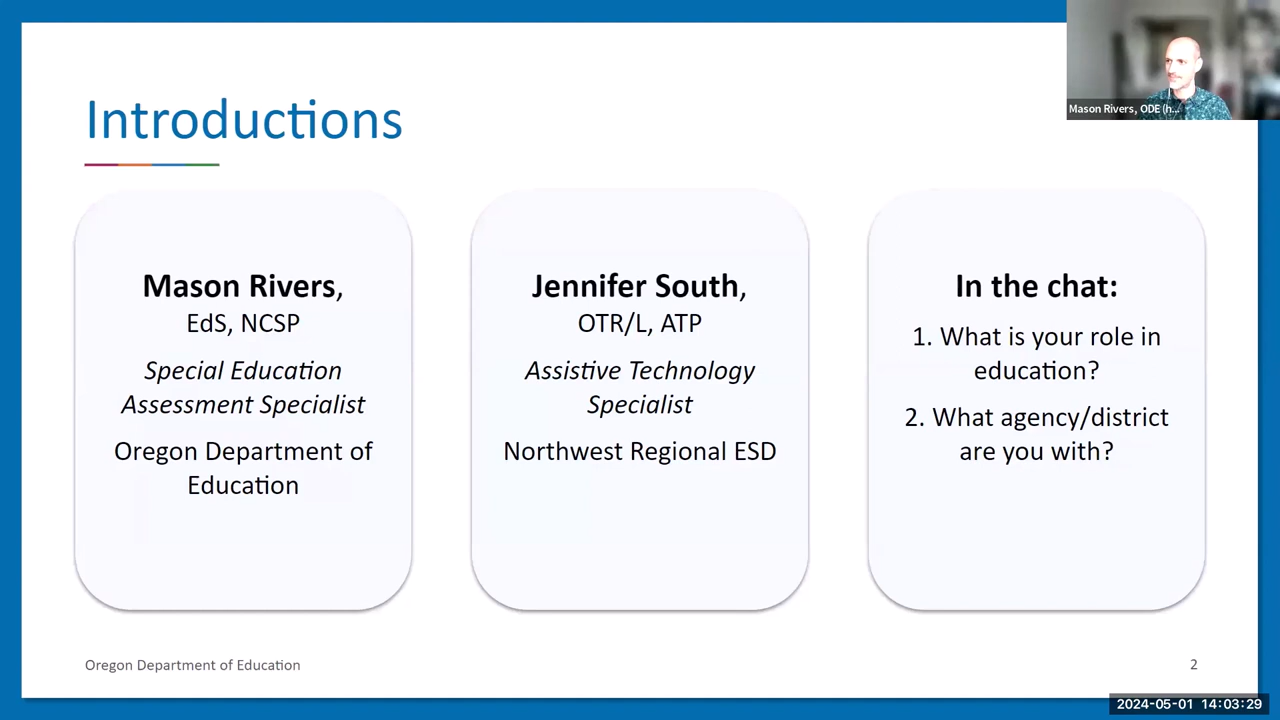 Mason Rivers, ODE (h...
Introductions
Mason Rivers,
EdS, NCSP
Special Education
Assessment Specialist
Oregon Department of
Education
Jennifer South,
OTR/L, ATP
Assistive Technology
Specialist
Northwest Regional ESD
In the chat:
1. What is your role in
education?
2. What agency/district
are you with?
Oregon Department of Education
2
2024-05-01 14:03:29